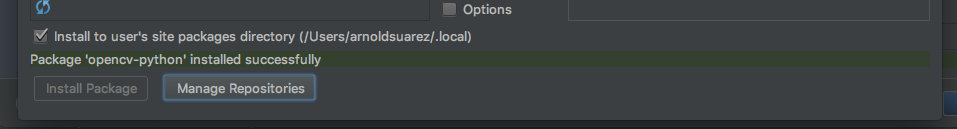 Options
Install to user's site packages directory (/Users/arnoldsuarez/.local)
Package 'opencv-python' installed successfully
Install Package
Manage Repositories